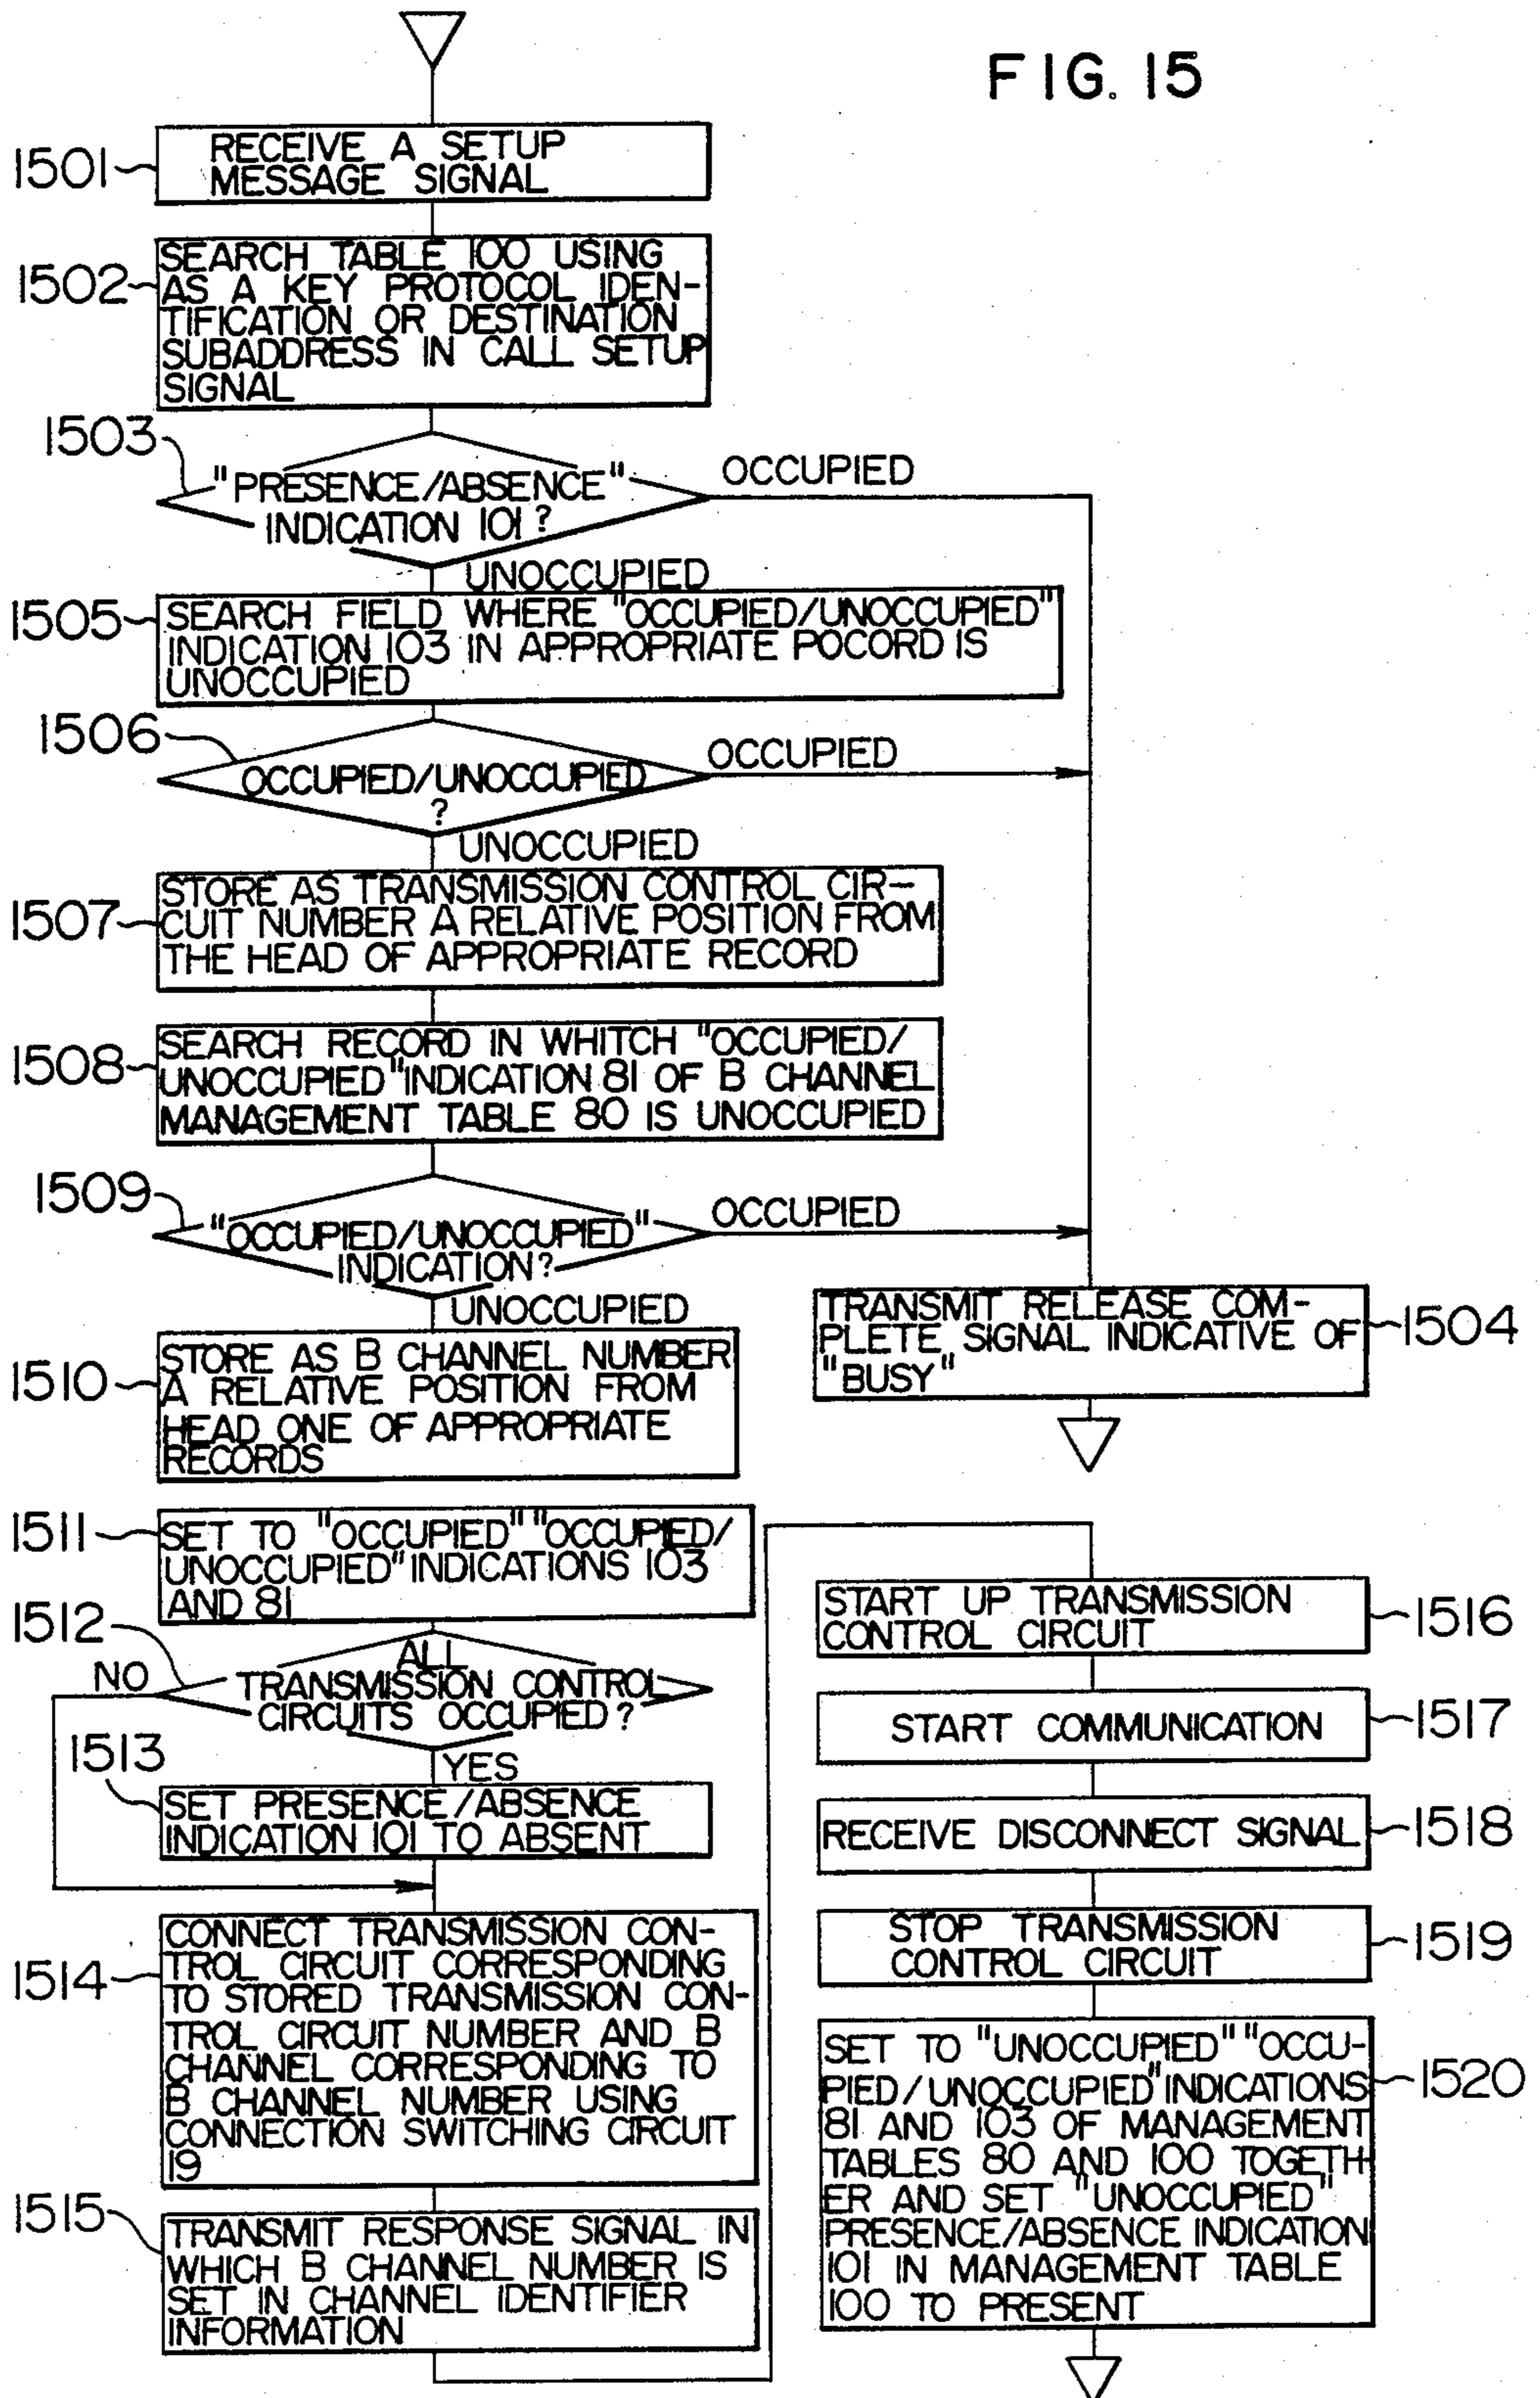 FIG. 15
1501
RECEIVE A SETUP
MESSAGE SIGNAL
1502
SEARCH TABLE 100 USING
AS A KEY PROTOCOL IDEN-
TIFICATION OR DESTINATION
SUBADDRESS IN CALL SETUP
SIGNAL
1503
"PRESENCE/ABSENCE"
INDICATION 101?
OCCUPIED
UNOCCUPIED
1505
SEARCH FIELD WHERE "OCCUPIED/UNOCCUPIED"
INDICATION 103 IN APPROPRIATE POCORD IS
UNOCCUPIED
1506
OCCUPIED/UNOCCUPIED
?
OCCUPIED
UNOCCUPIED
1507
STORE AS TRANSMISSION CONTROL CIR-
CUIT NUMBER A RELATIVE POSITION FROM
THE HEAD OF APPROPRIATE RECORD
1508
SEARCH RECORD IN WHITCH "OCCUPIED/
UNOCCUPIED" INDICATION 81 OF B CHANNEL
MANAGEMENT TABLE 80 IS UNOCCUPIED
1509
"OCCUPIED/UNOCCUPIED"
INDICATION?
OCCUPIED
UNOCCUPIED
1510
STORE AS B CHANNEL NUMBER
A RELATIVE POSITION FROM
HEAD ONE OF APPROPRIATE
RECORDS
TRANSMIT RELEASE COM-
PLETE SIGNAL INDICATIVE OF
"BUSY"
1504
1511
SET TO "OCCUPIED" "OCCUPIED/
UNOCCUPIED" INDICATIONS 103
AND 81
1512
ALL
TRANSMISSION CONTROL
CIRCUITS OCCUPIED?
NO
YES
1513
SET PRESENCE/ABSENCE
INDICATION 101 TO ABSENT
1514
CONNECT TRANSMISSION CON-
TROL CIRCUIT CORRESPONDING
TO STORED TRANSMISSION CON-
TROL CIRCUIT NUMBER AND B
CHANNEL CORRESPONDING TO
B CHANNEL NUMBER USING
CONNECTION SWITCHING CIRCUIT
19
1515
TRANSMIT RESPONSE SIGNAL IN
WHICH B CHANNEL NUMBER IS
SET IN CHANNEL IDENTIFIER
INFORMATION
START UP TRANSMISSION
CONTROL CIRCUIT
1516
START COMMUNICATION
1517
RECEIVE DISCONNECT SIGNAL
1518
STOP TRANSMISSION
CONTROL CIRCUIT
1519
SET TO "UNOCCUPIED" "OCCU-
PIED/UNOCCUPIED" INDICATIONS
81 AND 103 OF MANAGEMENT
TABLES 80 AND 100 TOGETH-
ER AND SET "UNOCCUPIED"
PRESENCE/ABSENCE INDICATION
101 IN MANAGEMENT TABLE
100 TO PRESENT
1520